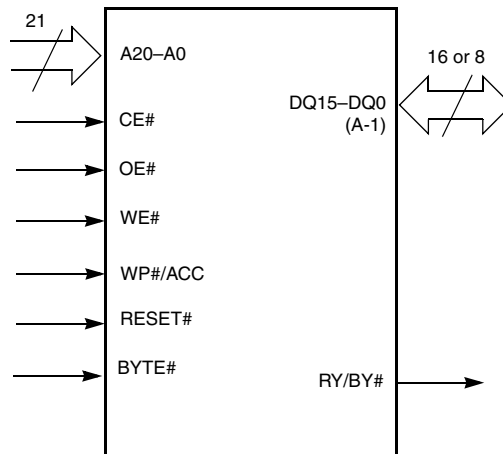 21
A20–A0
16 or 8
DQ15–DQ0
(A-1)
CE#
OE#
WE#
WP#/ACC
RESET#
BYTE#
RY/BY#